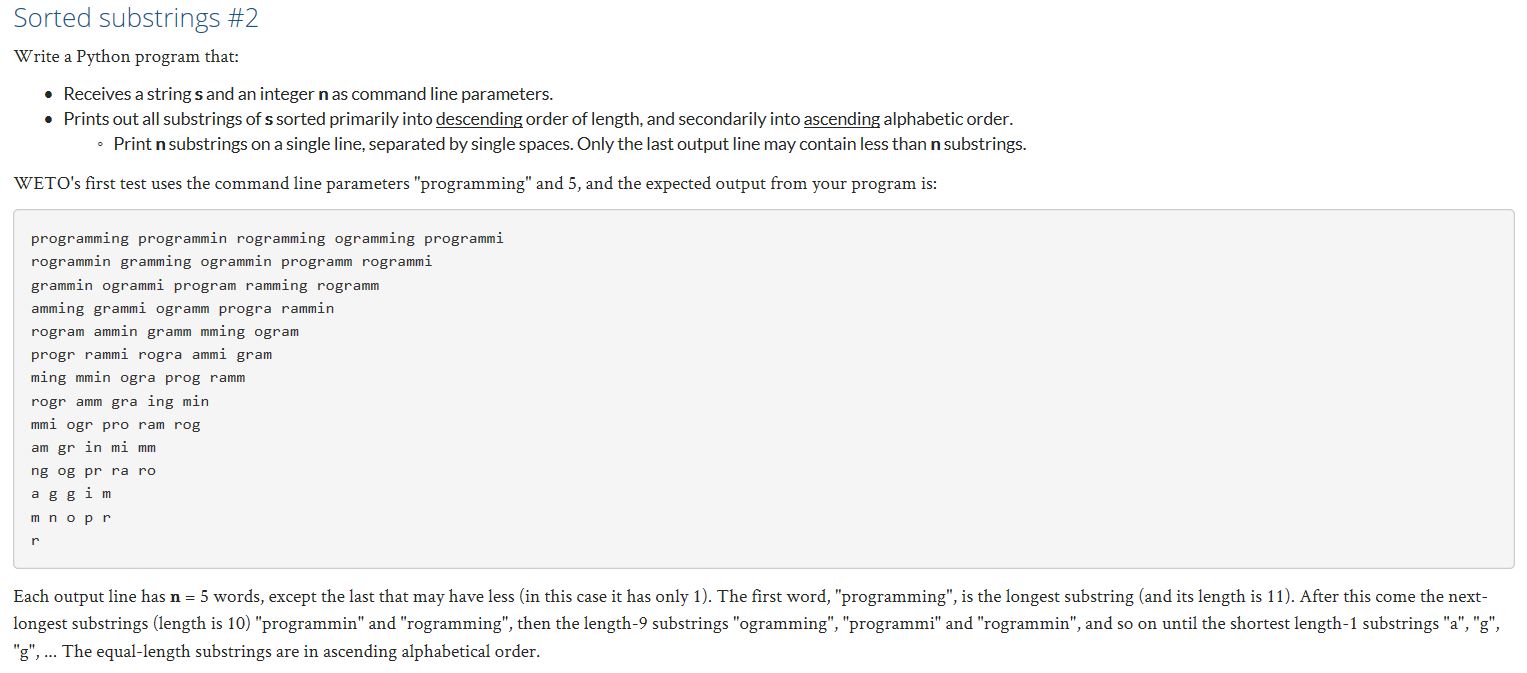 Sorted substrings #2
Write a Python program that:
• Receives a string s and an integer n as command line parameters.
• Prints out all substrings of s sorted primarily into descending order of length, and secondarily into ascending alphabetic order.
◦ Print n substrings on a single line, separated by single spaces. Only the last output line may contain less than n substrings.
WETO's first test uses the command line parameters "programming" and 5, and the expected output from your program is:
programming programmin rogramming ogramming programmi
rogrammin gramming ogrammin programm rogrammi
grammin ogrammi program ramming rogramm
amming grammi ogramm progra rammin
rogram ammin gramm mming ogram
progr rammi rogra ammi gram
ming mmin ogra prog ramm
rogr amm gra ing min
mmi ogr pro ram rog
am gr in mi mm
ng og pr ra ro
a g g i m
m n o p r
r
Each output line has n = 5 words, except the last that may have less (in this case it has only 1). The first word, "programming", is the longest substring (and its length is 11). After this come the next-
longest substrings (length is 10) "programmin" and "rogramming", then the length-9 substrings "ogramming", "programmi" and "rogrammin", and so on until the shortest length-1 substrings "a", "g",
"g", ... The equal-length substrings are in ascending alphabetical order.